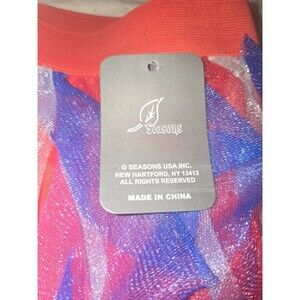 Seasons
© SEASONS USA INC.
NEW HARTFORD, NY 13413
ALL RIGHTS RESERVED
MADE IN CHINA